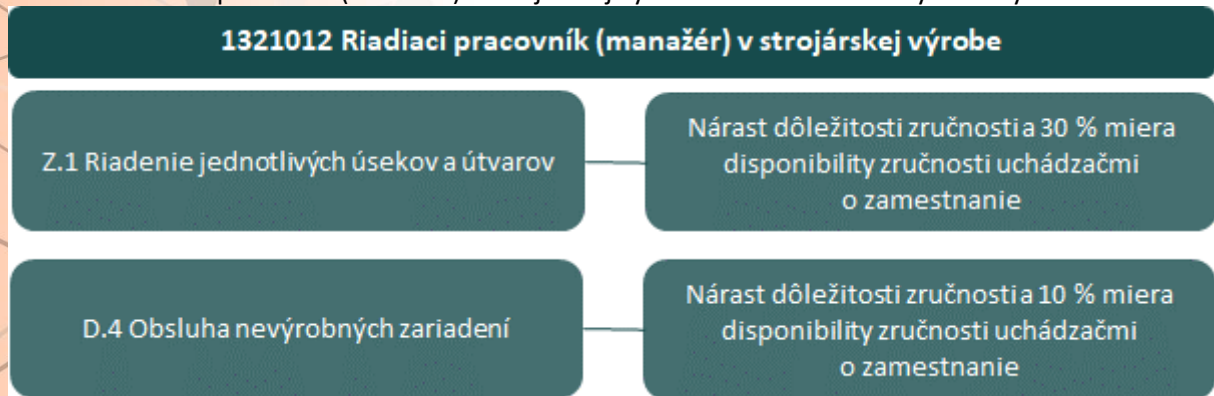 1321012 Riadiaci pracovník (manažér) v strojárskej výrobe
Z.1 Riadenie jednotlivých úsekov a útvarov
Nárast dôležitosti zručnosti a 30 % miera
disponibility zručnosti uchádzačmi
o zamestnanie
D.4 Obsluha nevýrobných zariadení
Nárast dôležitosti zručnosti a 10 % miera
disponibility zručnosti uchádzačmi
o zamestnanie